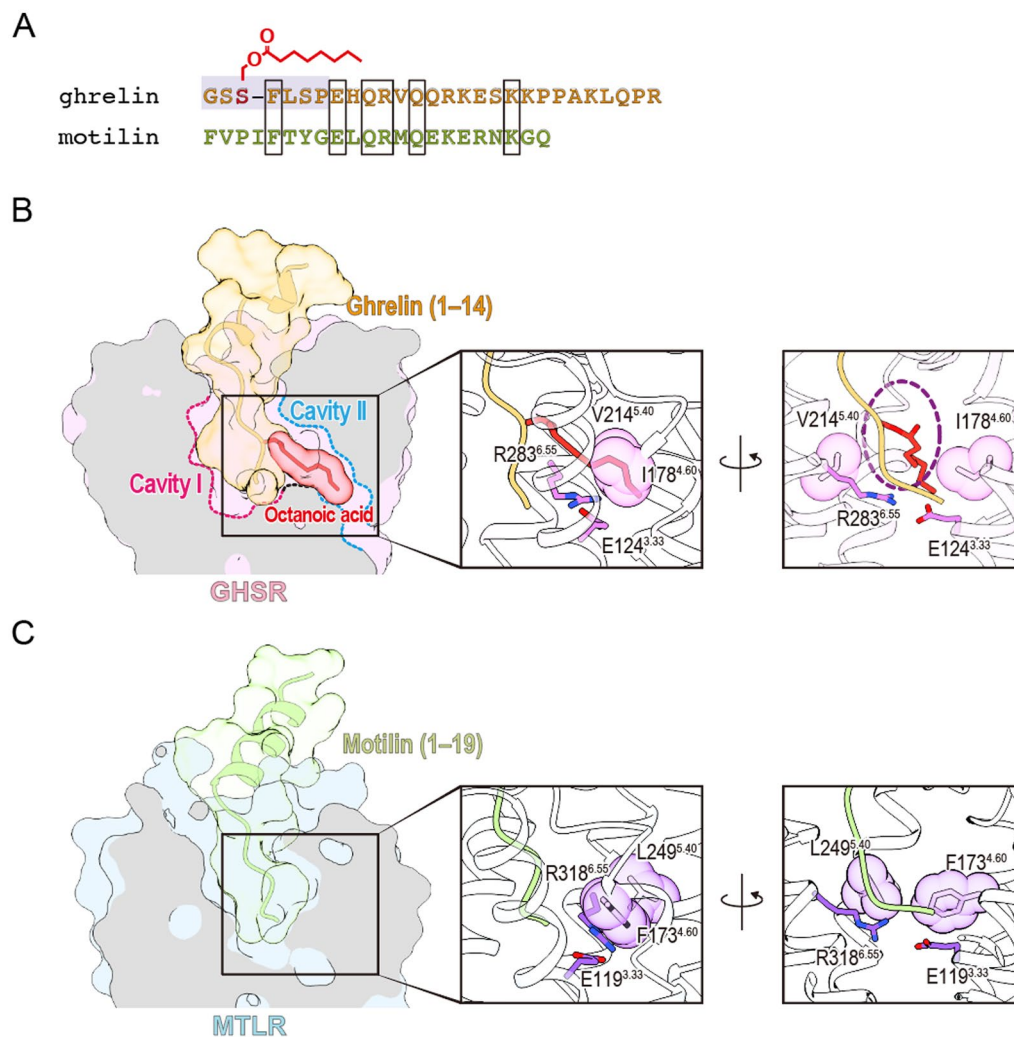 A
O
O
ghrelin GSS-FLSPEHQRVQQRKESKKPPAKLQPR
motilin FVPIFTYGELQRMQEKERNKGQ
B
Ghrelin (1–14)
Cavity II
Cavity I
Octanoic acid
GHSR
V214^5.40
R283^6.55
I178^4.60
E124^3.33
V214^5.40
I178^4.60
R283^6.55
E124^3.33
C
Motilin (1–19)
MTLR
L249^5.40
R318^6.55
F173^4.60
E119^3.33
L249^5.40
F173^4.60
R318^6.55
E119^3.33